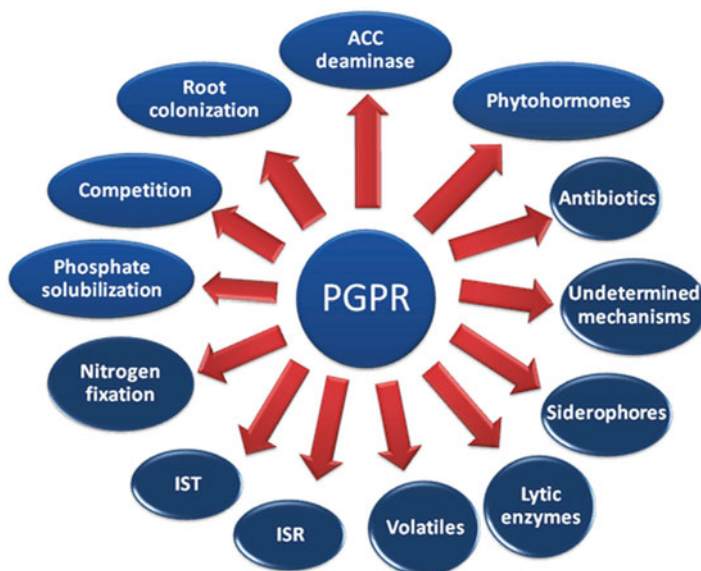 ACC
deaminase
Root
colonization
Phytohormones
Competition
Antibiotics
Phosphate
solubilization
PGPR
Undetermined
mechanisms
Nitrogen
fixation
Siderophores
IST
ISR
Volatiles
Lytic
enzymes